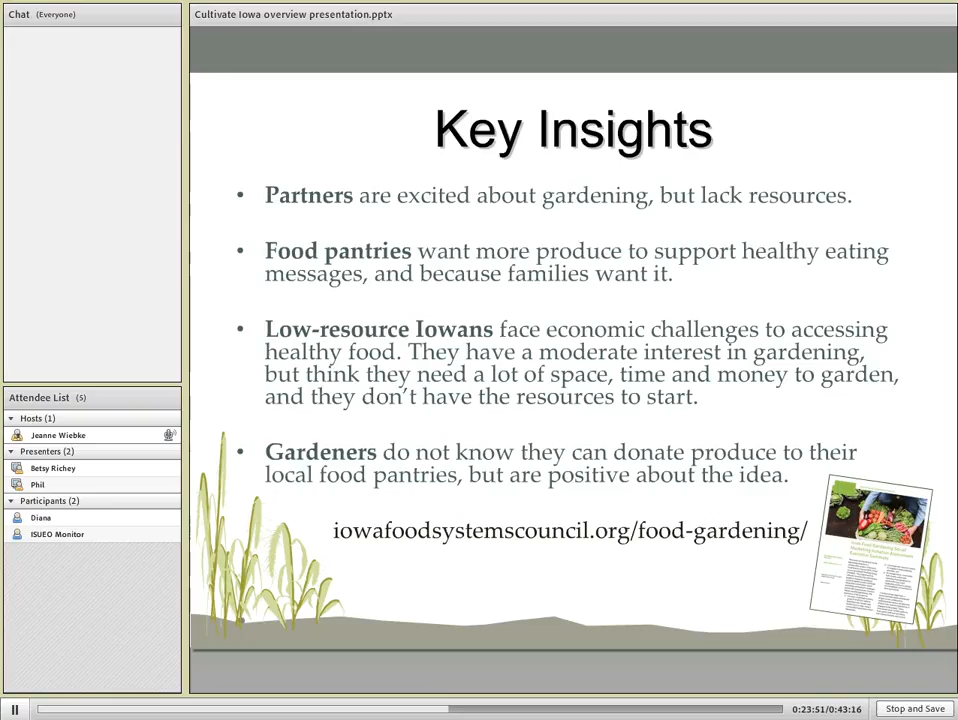 Chat (Everyone)
Cultivate Iowa overview presentation.pptx
Key Insights
• Partners are excited about gardening, but lack resources.
• Food pantries want more produce to support healthy eating
messages, and because families want it.
• Low-resource Iowans face economic challenges to accessing
healthy food. They have a moderate interest in gardening,
but think they need a lot of space, time and money to garden,
and they don't have the resources to start.
• Gardeners do not know they can donate produce to their
local food pantries, but are positive about the idea.
iowafoodsystemscouncil.org/food-gardening/
Attendee List (5)
Hosts (1)
Jeanne Wiebke
Presenters (2)
Betsy Richey
Phil
Participants (2)
Diana
ISUEO Monitor
0:23:51/0:43:16
Stop and Save